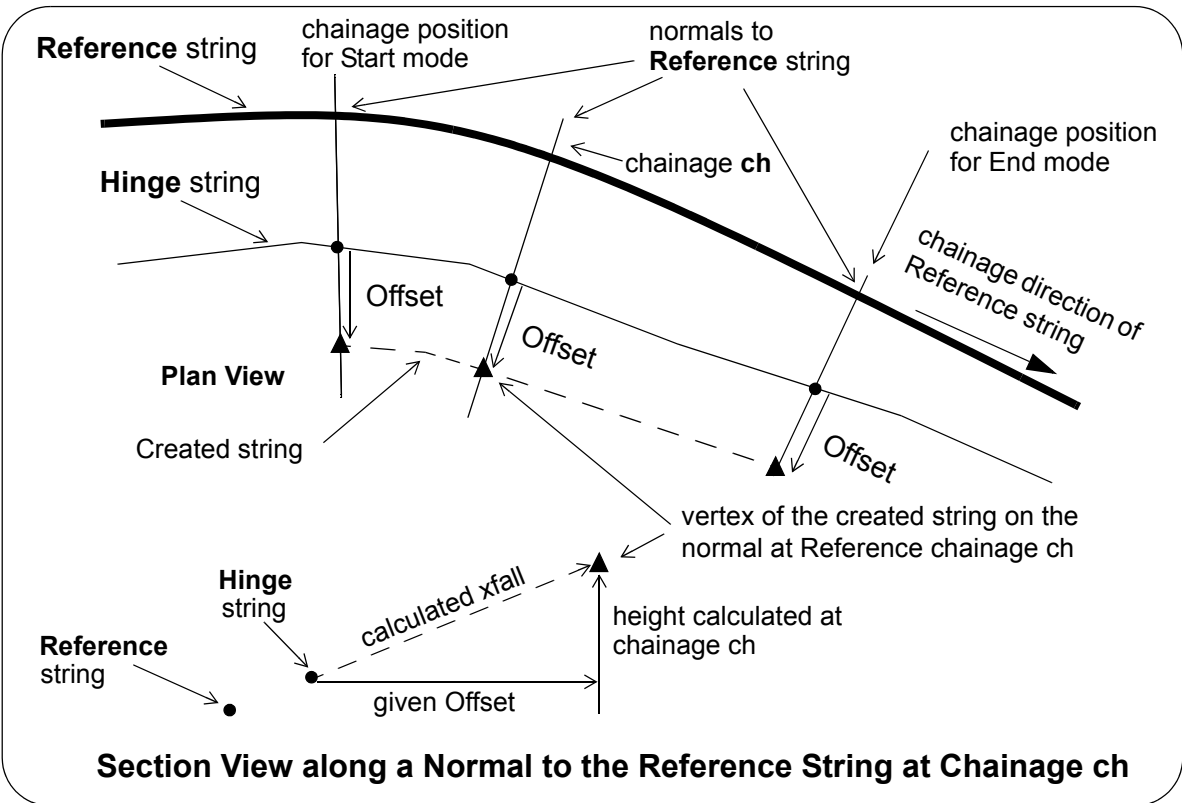 chainage position
for Start mode
normals to
Reference string
Reference string
chainage position
for End mode
chainage ch
Hinge string
chainage direction of
Reference string
Offset
Offset
Plan View
Created string
Offset
vertex of the created string on the
normal at Reference chainage ch
Hinge
string
calculated xfall
height calculated at
chainage ch
Reference
string
given Offset
Section View along a Normal to the Reference String at Chainage ch